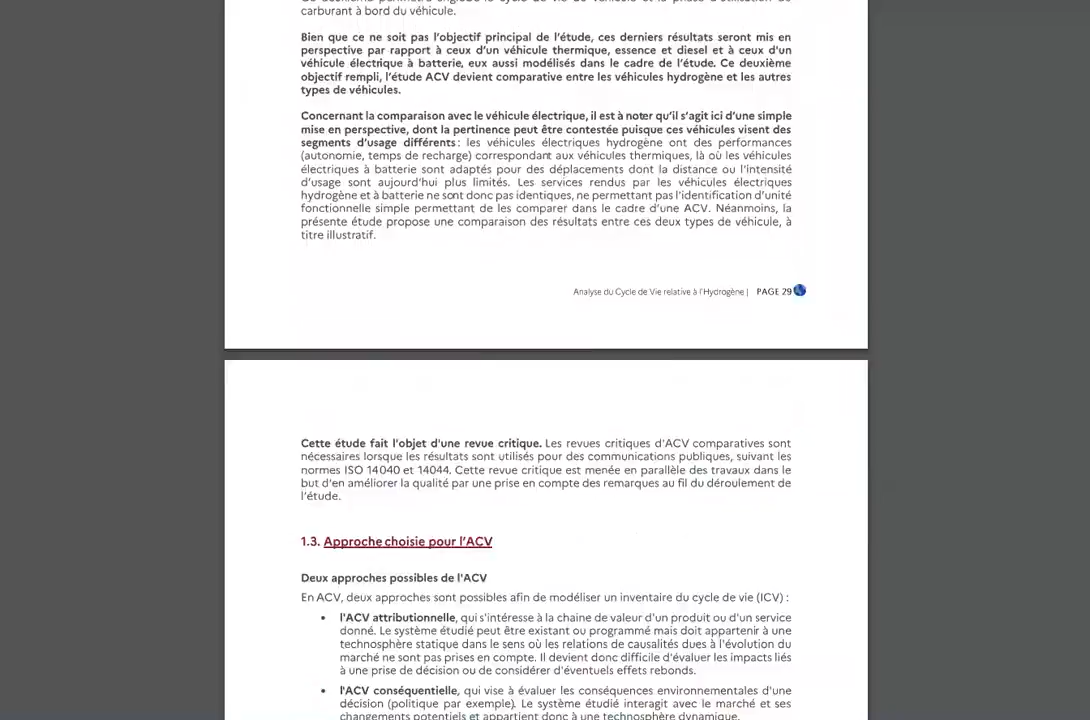 carburant à bord du véhicule.
Bien que ce ne soit pas l'objectif principal de l'étude, ces derniers résultats seront mis en
perspective par rapport à ceux d'un véhicule thermique, essence et diesel et à ceux d'un
véhicule électrique à batterie, eux aussi modélisés dans le cadre de l'étude. Ce deuxième
objectif rempli, l'étude ACV devient comparative entre les véhicules hydrogène et les autres
types de véhicules.
Concernant la comparaison avec le véhicule électrique, il est à noter qu'il s'agit ici d'une simple
mise en perspective, dont la pertinence peut être contestée puisque ces véhicules visent des
segments d'usage différents : les véhicules électriques hydrogène ont des performances
(autonomie, temps de recharge) correspondant aux véhicules thermiques, là où les véhicules
électriques à batterie sont adaptés pour des déplacements dont la distance ou l'intensité
d'usage sont aujourd'hui plus limités. Les services rendus par les véhicules électriques
hydrogène et à batterie ne sont donc pas identiques, ne permettant pas l'identification d'unité
fonctionnelle simple permettant de les comparer dans le cadre d'une ACV. Néanmoins, la
présente étude propose une comparaison des résultats entre ces deux types de véhicule, à
titre illustratif.
Analyse du Cycle de Vie relative à l'Hydrogène | PAGE 29
Cette étude fait l'objet d'une revue critique. Les revues critiques d'ACV comparatives sont
nécessaires lorsque les résultats sont utilisés pour des communications publiques, suivant les
normes ISO 14040 et 14044. Cette revue critique est menée en parallèle des travaux dans le
but d'en améliorer la qualité par une prise en compte des remarques au fil du déroulement de
l'étude.
1.3. Approche choisie pour l'ACV
Deux approches possibles de l'ACV
En ACV, deux approches sont possibles afin de modéliser un inventaire du cycle de vie (ICV) :
• l'ACV attributionnelle, qui s'intéresse à la chaine de valeur d'un produit ou d'un service
donné. Le système étudié peut être existant ou programmé mais doit appartenir à une
technosphère statique dans le sens où les relations de causalités dues à l'évolution du
marché ne sont pas prises en compte. Il devient donc difficile d'évaluer les impacts liés
à une prise de décision ou de considérer d'éventuels effets rebonds.
• l'ACV conséquentielle, qui vise à évaluer les conséquences environnementales d'une
décision (politique par exemple). Le système étudié interagit avec le marché et ses
changements potentiels et appartient donc à une technosphère dynamique.